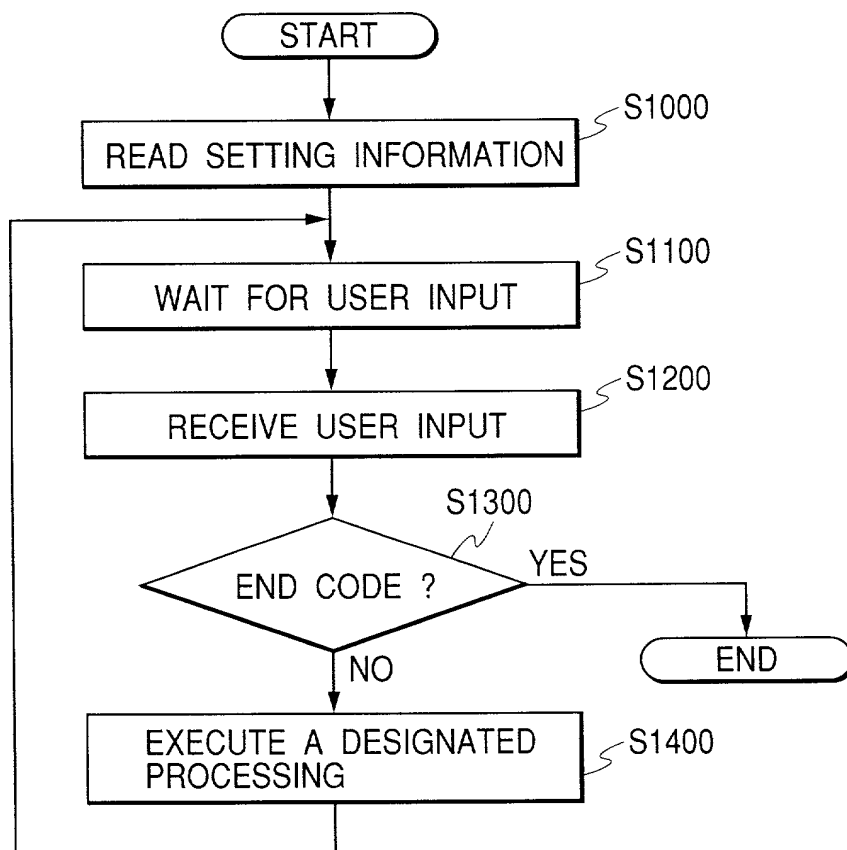 START
S1000
READ SETTING INFORMATION
S1100
WAIT FOR USER INPUT
S1200
RECEIVE USER INPUT
S1300
END CODE ?
YES
END
NO
EXECUTE A DESIGNATED
PROCESSING
S1400